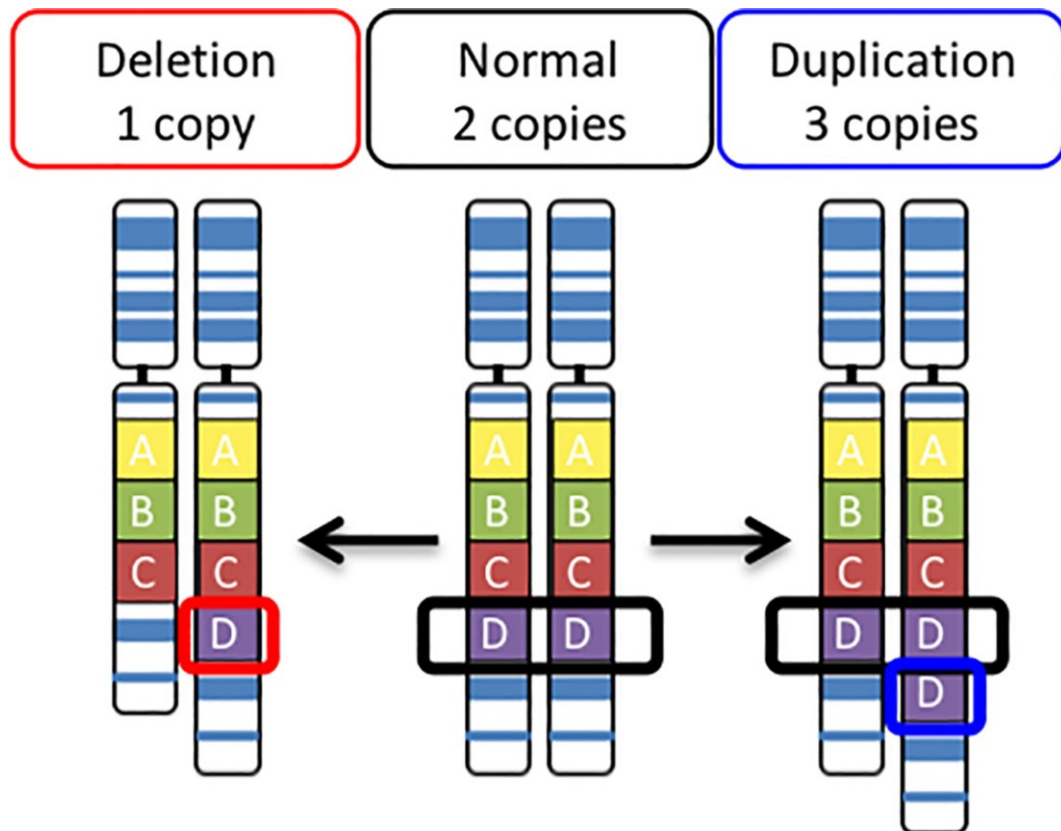 Deletion
1 copy
Normal
2 copies
Duplication
3 copies
A A A A A A
B B B B B B
C C C C C C
D D D D D
D